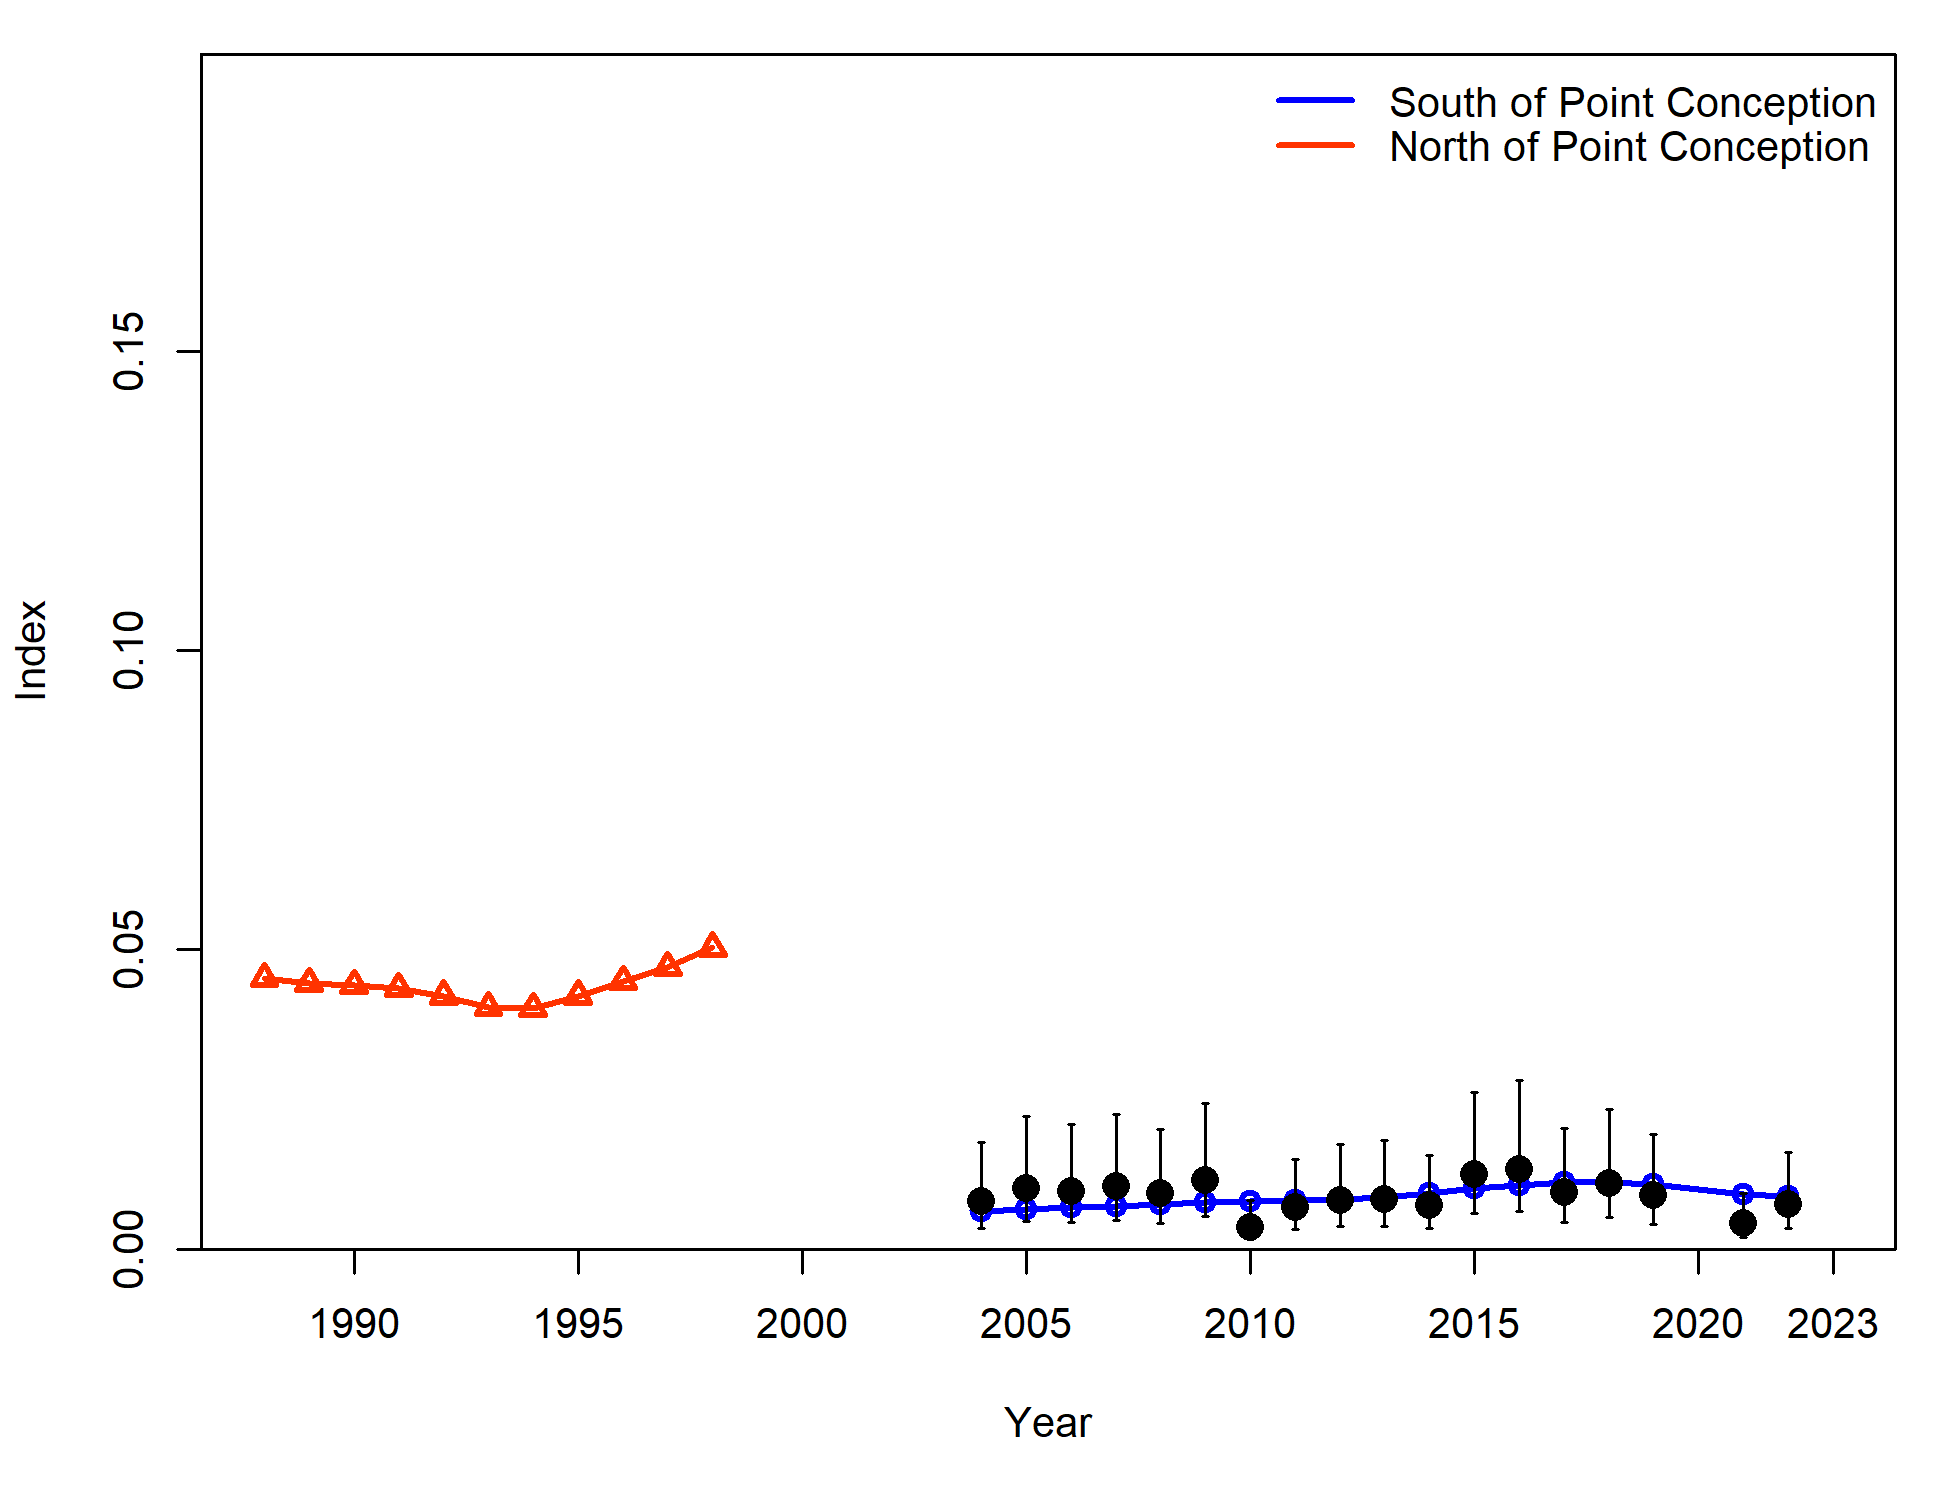 South of Point Conception
North of Point Conception
0.15
0.10
0.05
0.00
Index
1990 1995 2000 2005 2010 2015 2020 2023
Year